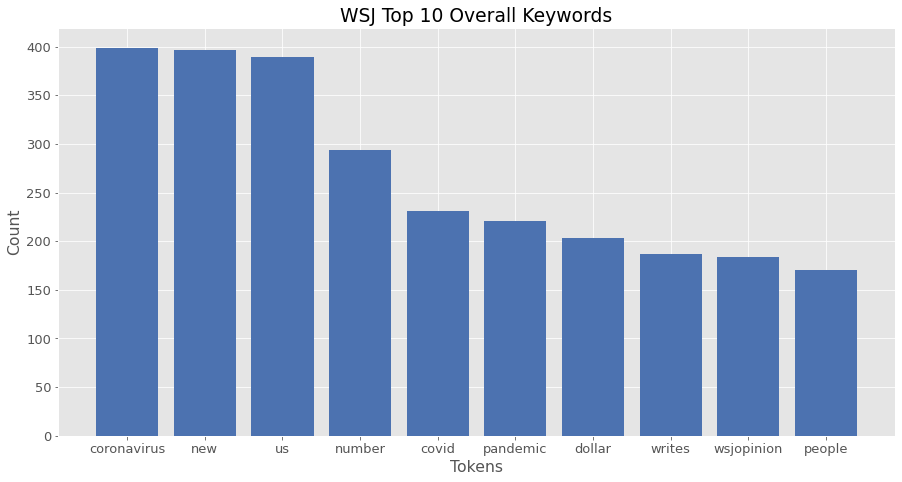 WSJ Top 10 Overall Keywords
400
350
300
250
200
150
100
50
0
Count
coronavirus new us number covid pandemic dollar writes wsjopinion people
Tokens